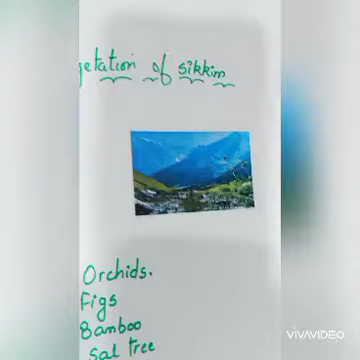 getation of sikkim
Orchids.
Figs
Bamboo
Sal tree
VIVAVIDEO